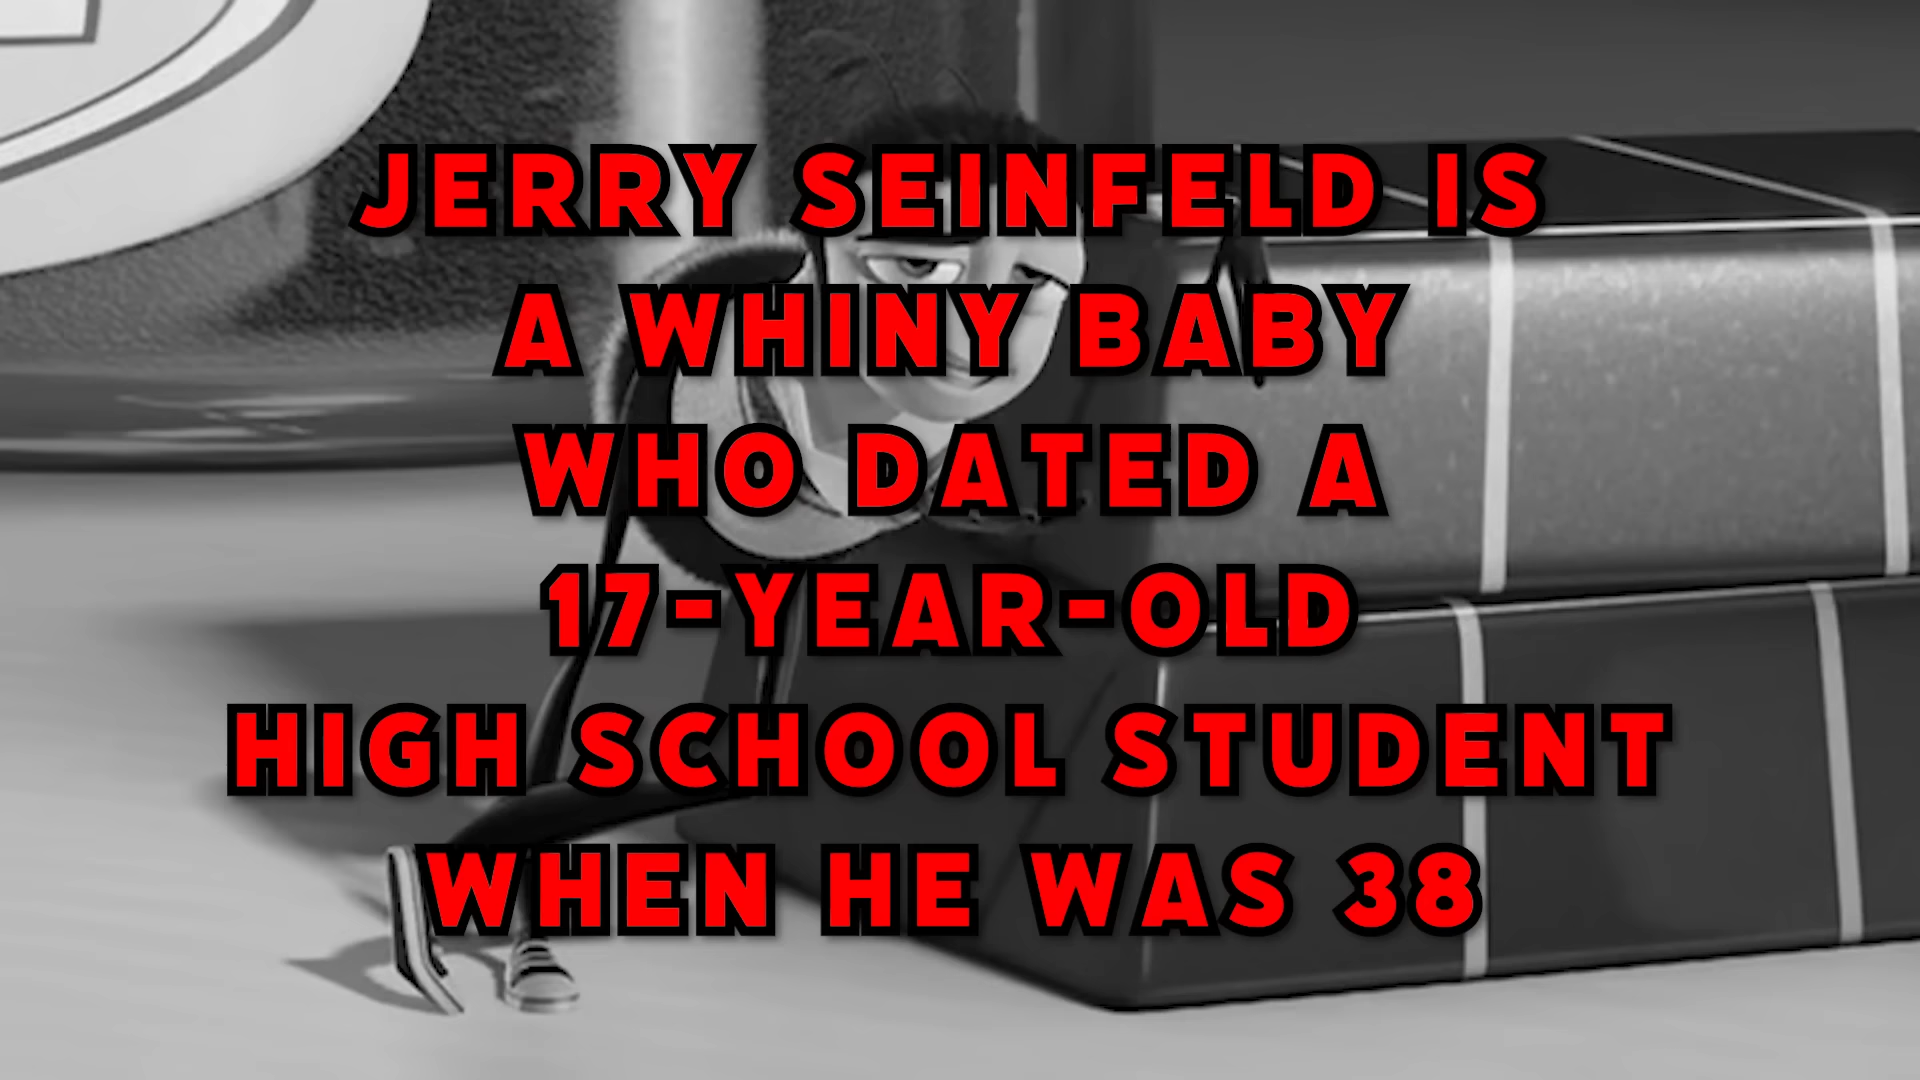 JERRY SEINFELD IS
A WHINY BABY
WHO DATED A
17-YEAR-OLD
HIGH SCHOOL STUDENT
WHEN HE WAS 38